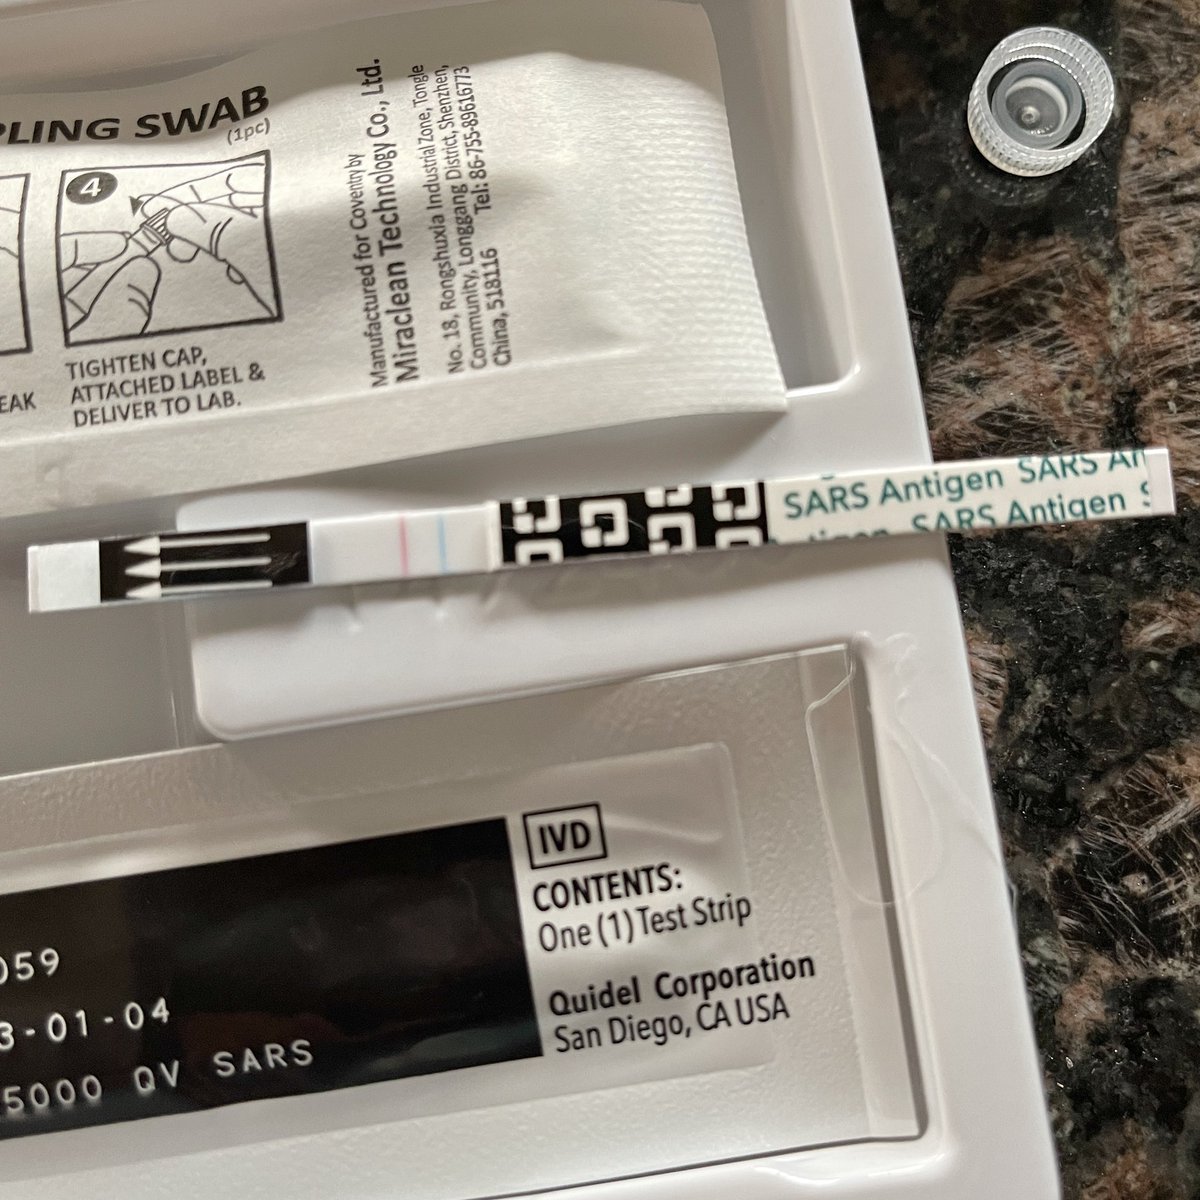 PLING SWAB
(1pc)
4
EAK
TIGHTEN CAP,
ATTACHED LABEL &
DELIVER TO LAB.
Manufactured for Coventry by
Miraclean Technology Co., Ltd.
No. 18, Rongshuxia Industrial Zone, Tongle
Community, Longgang District, Shenzhen,
China, 518116 Tel: 86-755-89616773
SARS Antigen SARS An
tigen SARS Antigen S
IVD
CONTENTS:
One (1) Test Strip
Quidel Corporation
San Diego, CA USA
059
3-01-04
5000 QV SARS